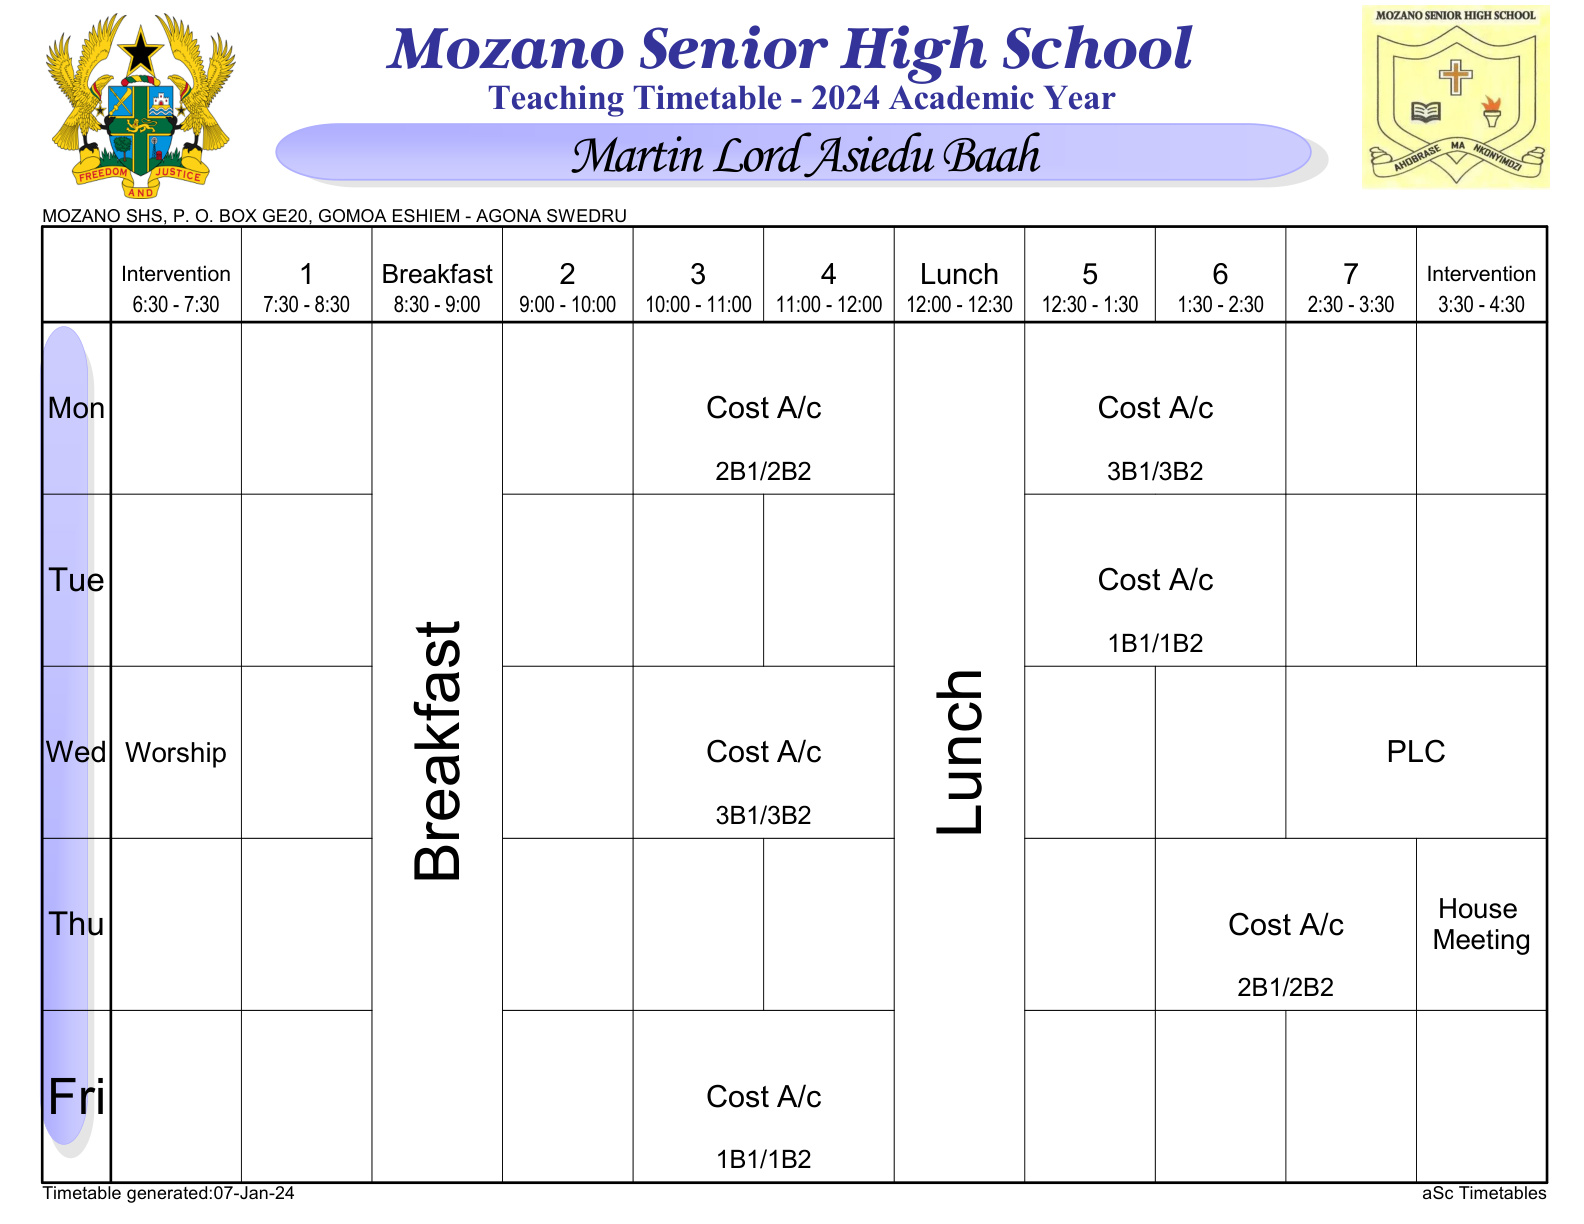 Mozano Senior High School
Teaching Timetable - 2024 Academic Year
Martin Lord Asiedu Baah
FREEDOM AND JUSTICE
MOZANO SENIOR HIGH SCHOOL
AHOBRASE MA NKONYIMDZI
MOZANO SHS, P. O. BOX GE20, GOMOA ESHIEM - AGONA SWEDRU
Intervention 1 Breakfast 2 3 4 Lunch 5 6 7 Intervention
6:30 - 7:30 7:30 - 8:30 8:30 - 9:00 9:00 - 10:00 10:00 - 11:00 11:00 - 12:00 12:00 - 12:30 12:30 - 1:30 1:30 - 2:30 2:30 - 3:30 3:30 - 4:30
Breakfast
Lunch
Mon Cost A/c Cost A/c
2B1/2B2 3B1/3B2
Tue Cost A/c
1B1/1B2
Wed Worship Cost A/c PLC
3B1/3B2
Thu Cost A/c House Meeting
2B1/2B2
Fri Cost A/c
1B1/1B2
Timetable generated:07-Jan-24
aSc Timetables